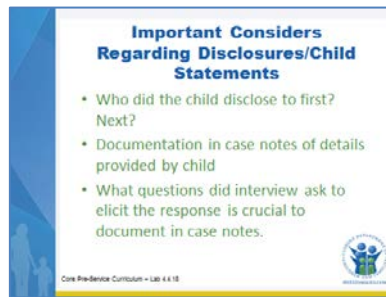 Important Considers
Regarding Disclosures/Child
Statements
• Who did the child disclose to first?
Next?
• Documentation in case notes of details
provided by child
• What questions did interview ask to
elicit the response is crucial to
document in case notes.
Core Pre-Service Curriculum – Lab 4.4.18